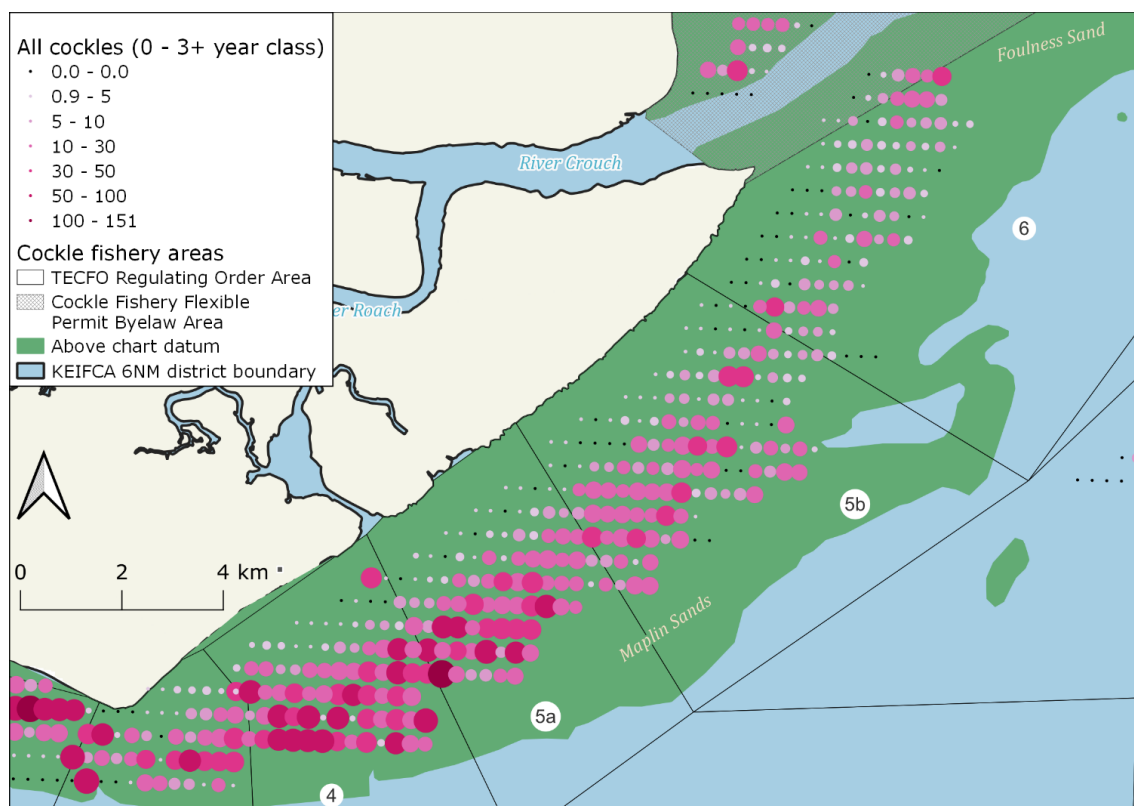 All cockles (0 - 3+ year class)
0.0 - 0.0
0.9 - 5
5 - 10
10 - 30
30 - 50
50 - 100
100 - 151
Cockle fishery areas
TECFO Regulating Order Area
Cockle Fishery Flexible
Permit Byelaw Area
Above chart datum
KEIFCA 6NM district boundary
Foulness Sand
River Crouch
er Roach
6
5b
Maplin Sands
5a
4
0 2 4 km